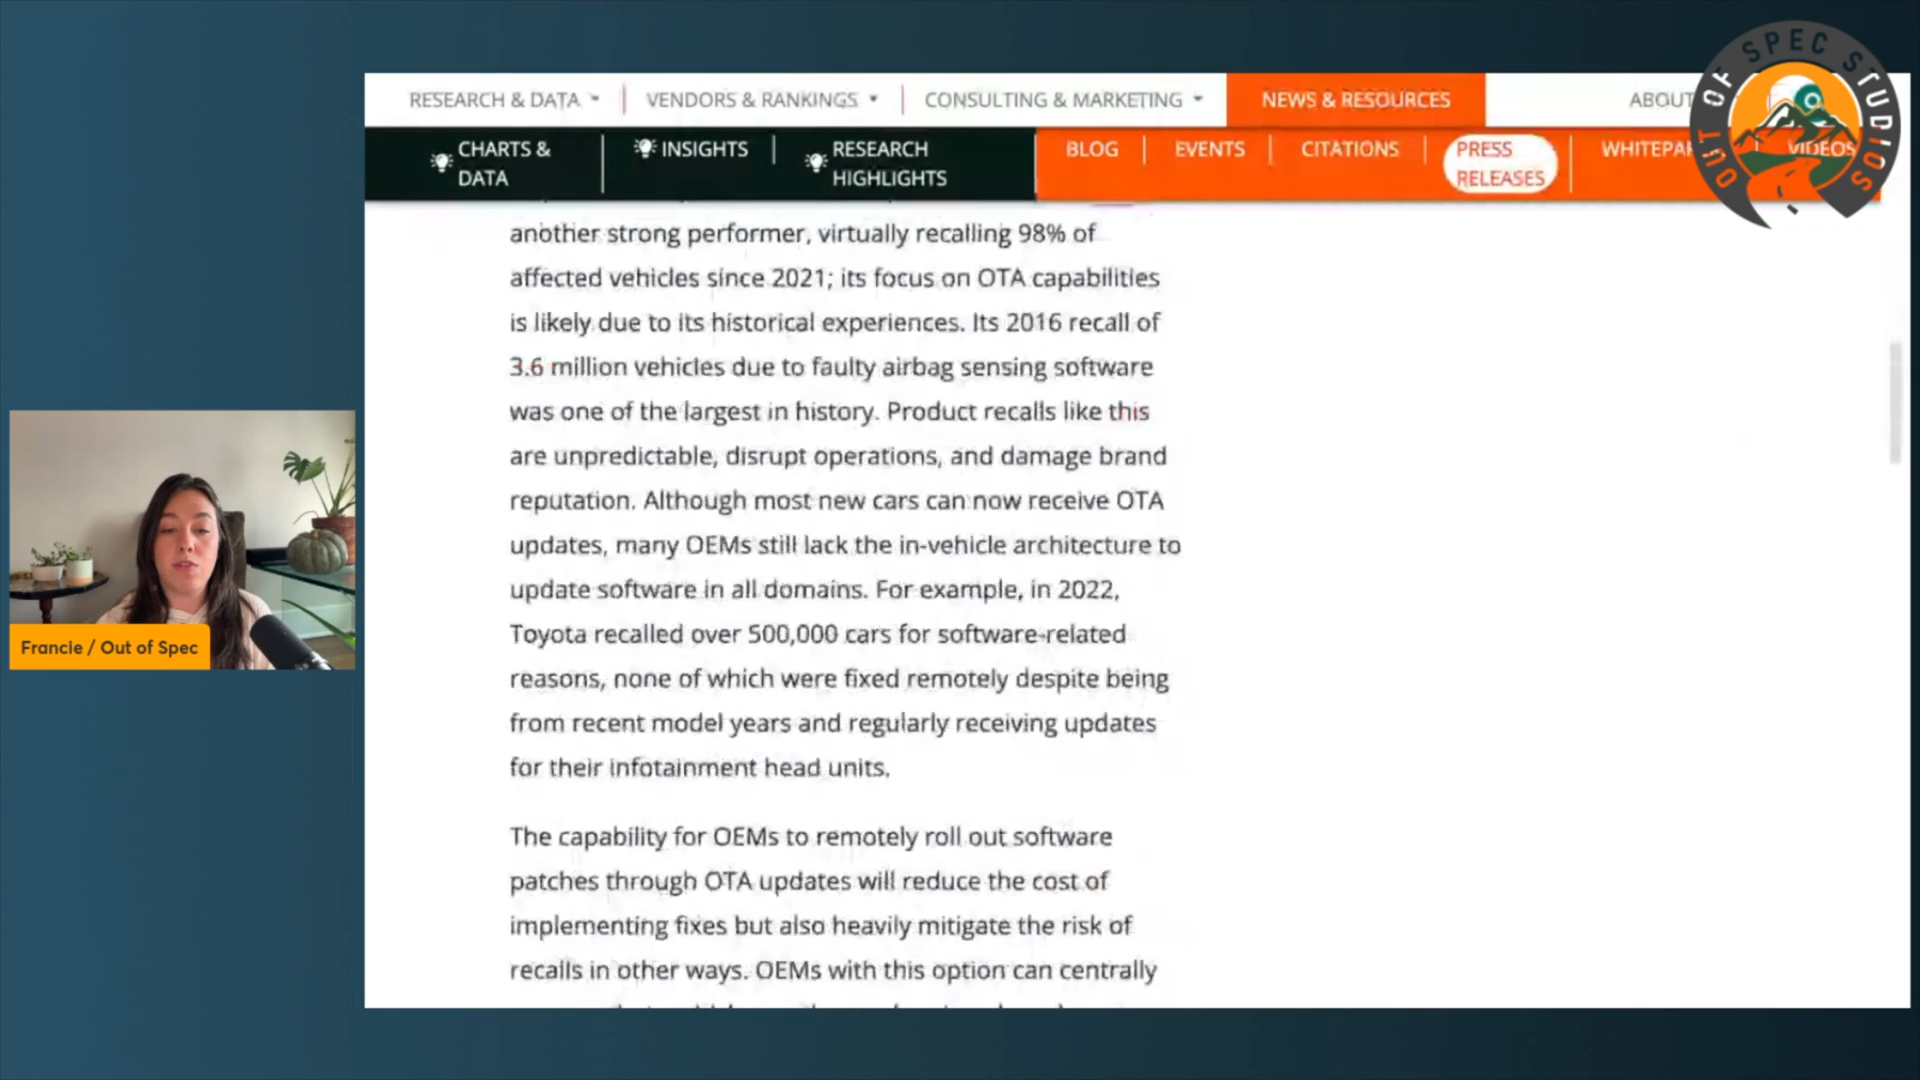 OUT OF SPEC STUDIOS
RESEARCH & DATA
VENDORS & RANKINGS
CONSULTING & MARKETING
NEWS & RESOURCES
ABOUT
CHARTS &
DATA
INSIGHTS
RESEARCH
HIGHLIGHTS
BLOG
EVENTS
CITATIONS
PRESS
RELEASES
VIDEOS
another strong performer, virtually recalling 98% of
affected vehicles since 2021; its focus on OTA capabilities
is likely due to its historical experiences. Its 2016 recall of
3.6 million vehicles due to faulty airbag sensing software
was one of the largest in history. Product recalls like this
are unpredictable, disrupt operations, and damage brand
reputation. Although most new cars can now receive OTA
updates, many OEMs still lack the in-vehicle architecture to
update software in all domains. For example, in 2022,
Toyota recalled over 500,000 cars for software-related
reasons, none of which were fixed remotely despite being
from recent model years and regularly receiving updates
for their infotainment head units.
The capability for OEMs to remotely roll out software
patches through OTA updates will reduce the cost of
implementing fixes but also heavily mitigate the risk of
recalls in other ways. OEMs with this option can centrally
Francie / Out of Spec